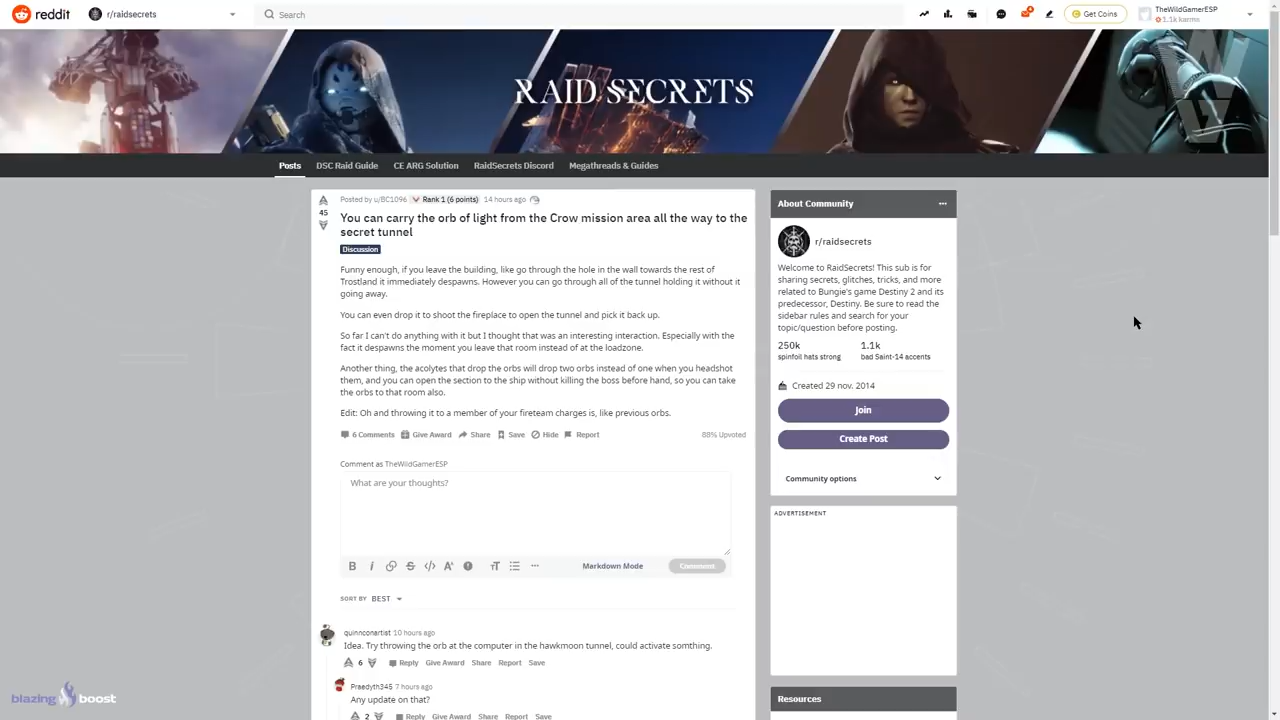 reddit
r/raidsecrets
Search
Get Coins
TheWildGamerESP
1.1k karma
RAID SECRETS
Posts
DSC Raid Guide
CE ARG Solution
RaidSecrets Discord
Megathreads & Guides
Posted by u/BC1096 Rank 1 (6 points) 14 hours ago
45
You can carry the orb of light from the Crow mission area all the way to the
secret tunnel
Discussion
Funny enough, if you leave the building, like go through the hole in the wall towards the rest of
Trostland it immediately despawns. However you can go through all of the tunnel holding it without it
going away.
You can even drop it to shoot the fireplace to open the tunnel and pick it back up.
So far I can't do anything with it but I thought that was an interesting interaction. Especially with the
fact it despawns the moment you leave that room instead of at the loadzone.
Another thing, the acolytes that drop the orbs will drop two orbs instead of one when you headshot
them, and you can open the section to the ship without killing the boss before hand, so you can take
the orbs to that room also.
Edit: Oh and throwing it to a member of your fireteam charges is, like previous orbs.
6 Comments Give Award Share Save Hide Report 88% Upvoted
Comment as TheWildGamerESP
What are your thoughts?
Markdown Mode
Comment
SORT BY BEST
quinnconartist 10 hours ago
Idea. Try throwing the orb at the computer in the hawkmoon tunnel, could activate somthing.
6 Reply Give Award Share Report Save
Praedyth345 7 hours ago
Any update on that?
2 Reply Give Award Share Report Save
About Community
r/raidsecrets
Welcome to RaidSecrets! This sub is for
sharing secrets, glitches, tricks, and more
related to Bungie's game Destiny 2 and its
predecessor, Destiny. Be sure to read the
sidebar rules and search for your
topic/question before posting.
250k 1.1k
spinfoil hats strong bad Saint-14 accents
Created 29 nov. 2014
Join
Create Post
Community options
ADVERTISEMENT
Resources
blazing boost